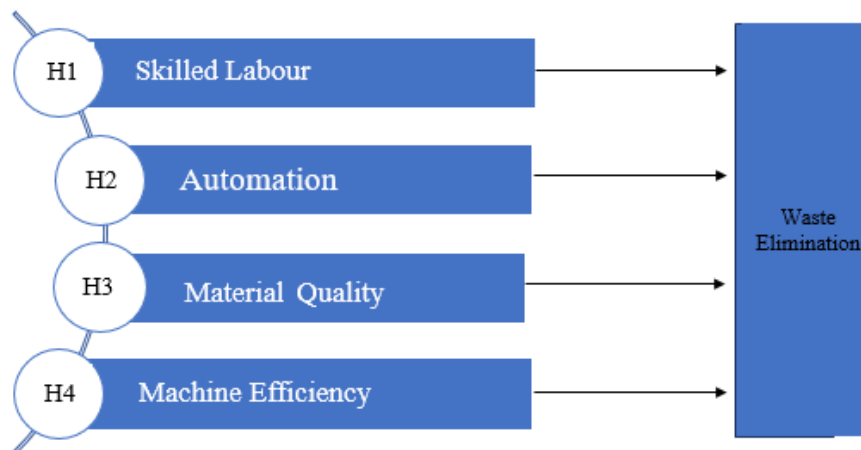 H1 Skilled Labour
H2 Automation
H3 Material Quality
H4 Machine Efficiency
Waste
Elimination